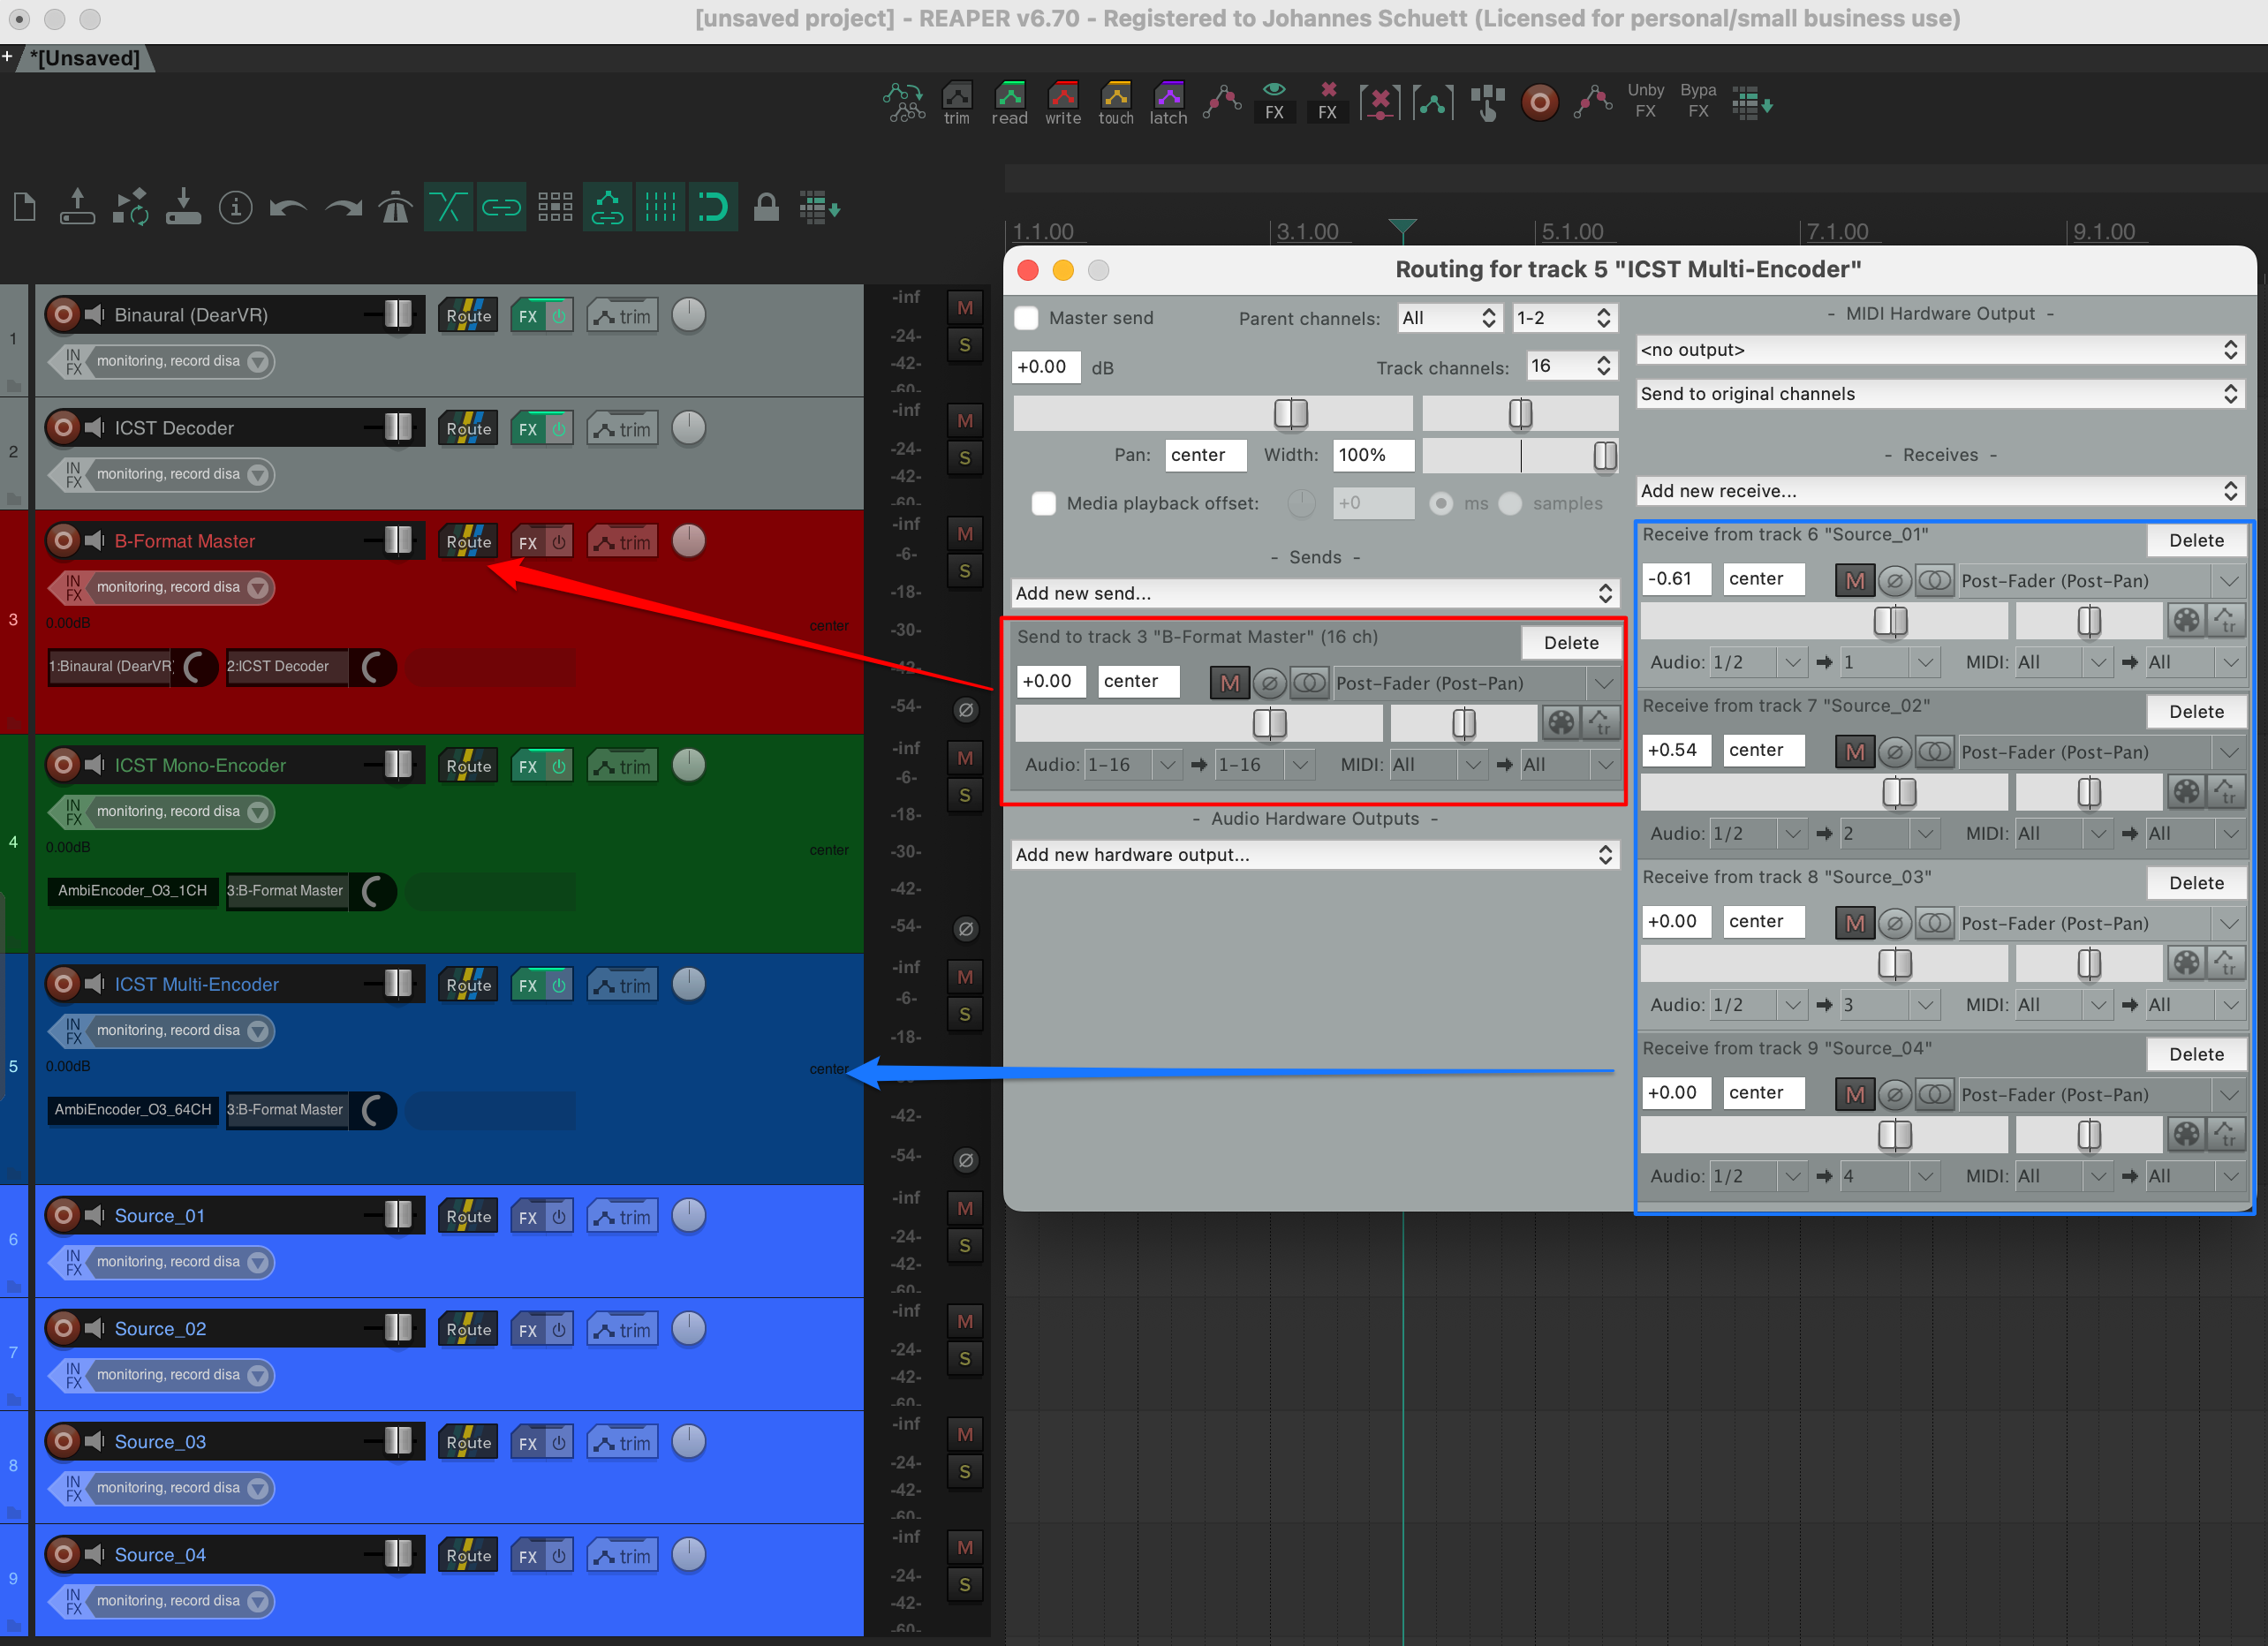 [unsaved project] - REAPER v6.70 - Registered to Johannes Schuett (Licensed for personal/small business use)
+ *[Unsaved]
trim read write touch latch FX FX Unby FX Bypa FX
1.1.00 3.1.00 5.1.00 7.1.00 9.1.00
1
Binaural (DearVR) Route FX trim
IN FX monitoring, record disa
-inf -24- -42- -60- M S
2
ICST Decoder Route FX trim
IN FX monitoring, record disa
-inf -24- -42- -60- M S
3
B-Format Master Route FX trim
IN FX monitoring, record disa
0.00dB center
1:Binaural (DearVR 2:ICST Decoder
-inf -6- -18- -30- -42- -54- M S Ø
4
ICST Mono-Encoder Route FX trim
IN FX monitoring, record disa
0.00dB center
AmbiEncoder_O3_1CH 3:B-Format Master
-inf -6- -18- -30- -42- -54- M S Ø
5
ICST Multi-Encoder Route FX trim
IN FX monitoring, record disa
0.00dB center
AmbiEncoder_O3_64CH 3:B-Format Master
-inf -6- -18- -42- -54- M S Ø
6
Source_01 Route FX trim
IN FX monitoring, record disa
-inf -24- -42- -60- M S
7
Source_02 Route FX trim
IN FX monitoring, record disa
-inf -24- -42- -60- M S
8
Source_03 Route FX trim
IN FX monitoring, record disa
-inf -24- -42- -60- M S
9
Source_04 Route FX trim
IN FX monitoring, record disa
-inf -24- -42- -60- M S
Routing for track 5 "ICST Multi-Encoder"
Master send Parent channels: All 1-2
+0.00 dB Track channels: 16
Pan: center Width: 100%
Media playback offset: +0 ms samples
- Sends -
Add new send...
Send to track 3 "B-Format Master" (16 ch) Delete
+0.00 center M Ø Post-Fader (Post-Pan)
tr
Audio: 1-16 1-16 MIDI: All All
- Audio Hardware Outputs -
Add new hardware output...
- MIDI Hardware Output -
<no output>
Send to original channels
- Receives -
Add new receive...
Receive from track 6 "Source_01" Delete
-0.61 center M Ø Post-Fader (Post-Pan)
tr
Audio: 1/2 1 MIDI: All All
Receive from track 7 "Source_02" Delete
+0.54 center M Ø Post-Fader (Post-Pan)
tr
Audio: 1/2 2 MIDI: All All
Receive from track 8 "Source_03" Delete
+0.00 center M Ø Post-Fader (Post-Pan)
tr
Audio: 1/2 3 MIDI: All All
Receive from track 9 "Source_04" Delete
+0.00 center M Ø Post-Fader (Post-Pan)
tr
Audio: 1/2 4 MIDI: All All